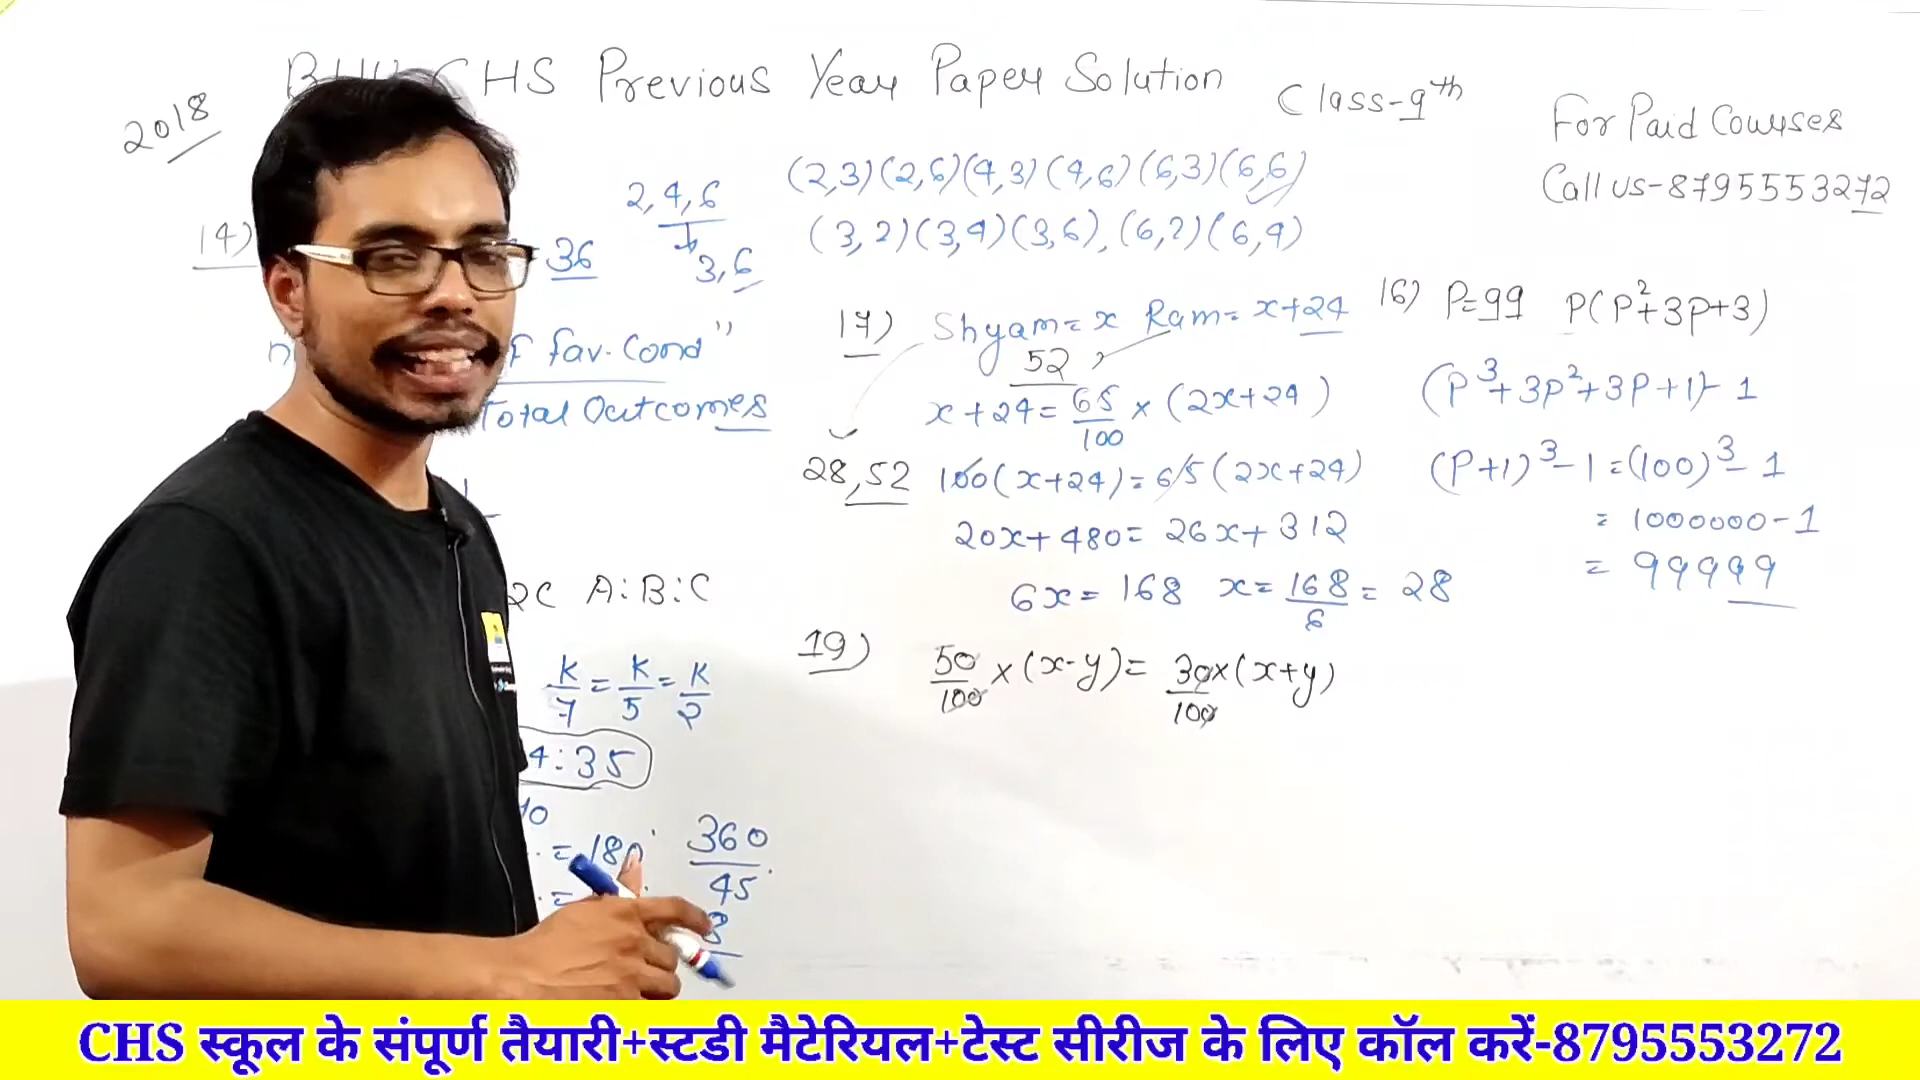 CHS Previous Year Paper Solution
Class-9th
2018
For Paid Courses
Call us-8795553272
14)
36
2,4,6
3,6
(2,3)(2,6)(4,3)(4,6)(6,3)(6,6)
(3,2)(3,4)(3,6),(6,2)(6,4)
fav. Cond"
Total Outcomes
17) Shyam=x Ram=x+24
52
x+24=65/100×(2x+24)
28,52
100(x+24)=65(2x+24)
20x+480=26x+312
6x=168 x=168/6=28
16) P=99 P(P²+3P+3)
(P³+3P²+3P+1)-1
(P+1)³-1=(100)³-1
=1000000-1
=99999
2C A:B:C
K/7=K/5=K/2
4:35
10
=180
360/45
8
19) 50/100×(x-y)=30/100×(x+y)
CHS स्कूल के संपूर्ण तैयारी+स्टडी मैटेरियल+टेस्ट सीरीज के लिए कॉल करें-8795553272